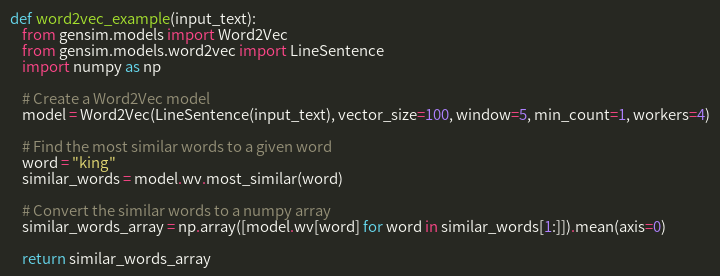 def word2vec_example(input_text):
    from gensim.models import Word2Vec
    from gensim.models.word2vec import LineSentence
    import numpy as np

    # Create a Word2Vec model
    model = Word2Vec(LineSentence(input_text), vector_size=100, window=5, min_count=1, workers=4)

    # Find the most similar words to a given word
    word = "king"
    similar_words = model.wv.most_similar(word)

    # Convert the similar words to a numpy array
    similar_words_array = np.array([model.wv[word] for word in similar_words[1:]]).mean(axis=0)

    return similar_words_array